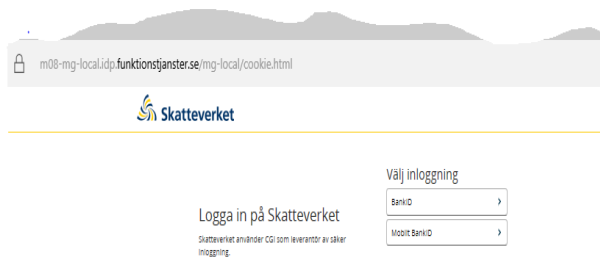 m08-mg-local.idp.funktionstjanster.se/mg-local/cookie.html
Skatteverket
Välj inloggning
BankID
Mobilt BankID
Logga in på Skatteverket
Skatteverket använder CGI som leverantör av säker
inloggning.